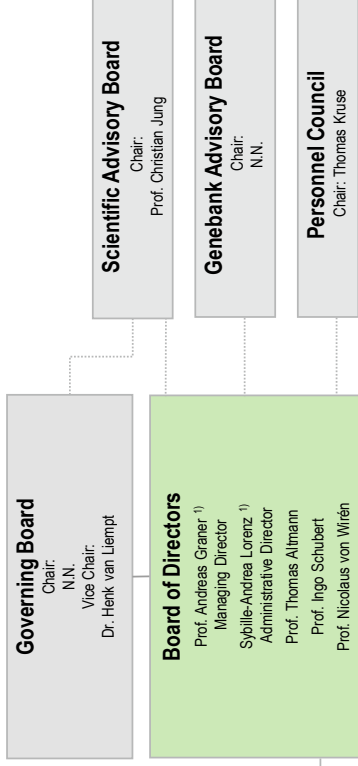 Governing Board
Chair:
N.N.
Vice Chair:
Dr. Henk van Liempt
Board of Directors
Prof. Andreas Graner 1)
Managing Director
Sybille-Andrea Lorenz 1)
Administrative Director
Prof. Thomas Altmann
Prof. Ingo Schubert
Prof. Nicolaus von Wirén
Scientific Advisory Board
Chair:
Prof. Christian Jung
Genebank Advisory Board
Chair:
N.N.
Personnel Council
Chair: Thomas Kruse